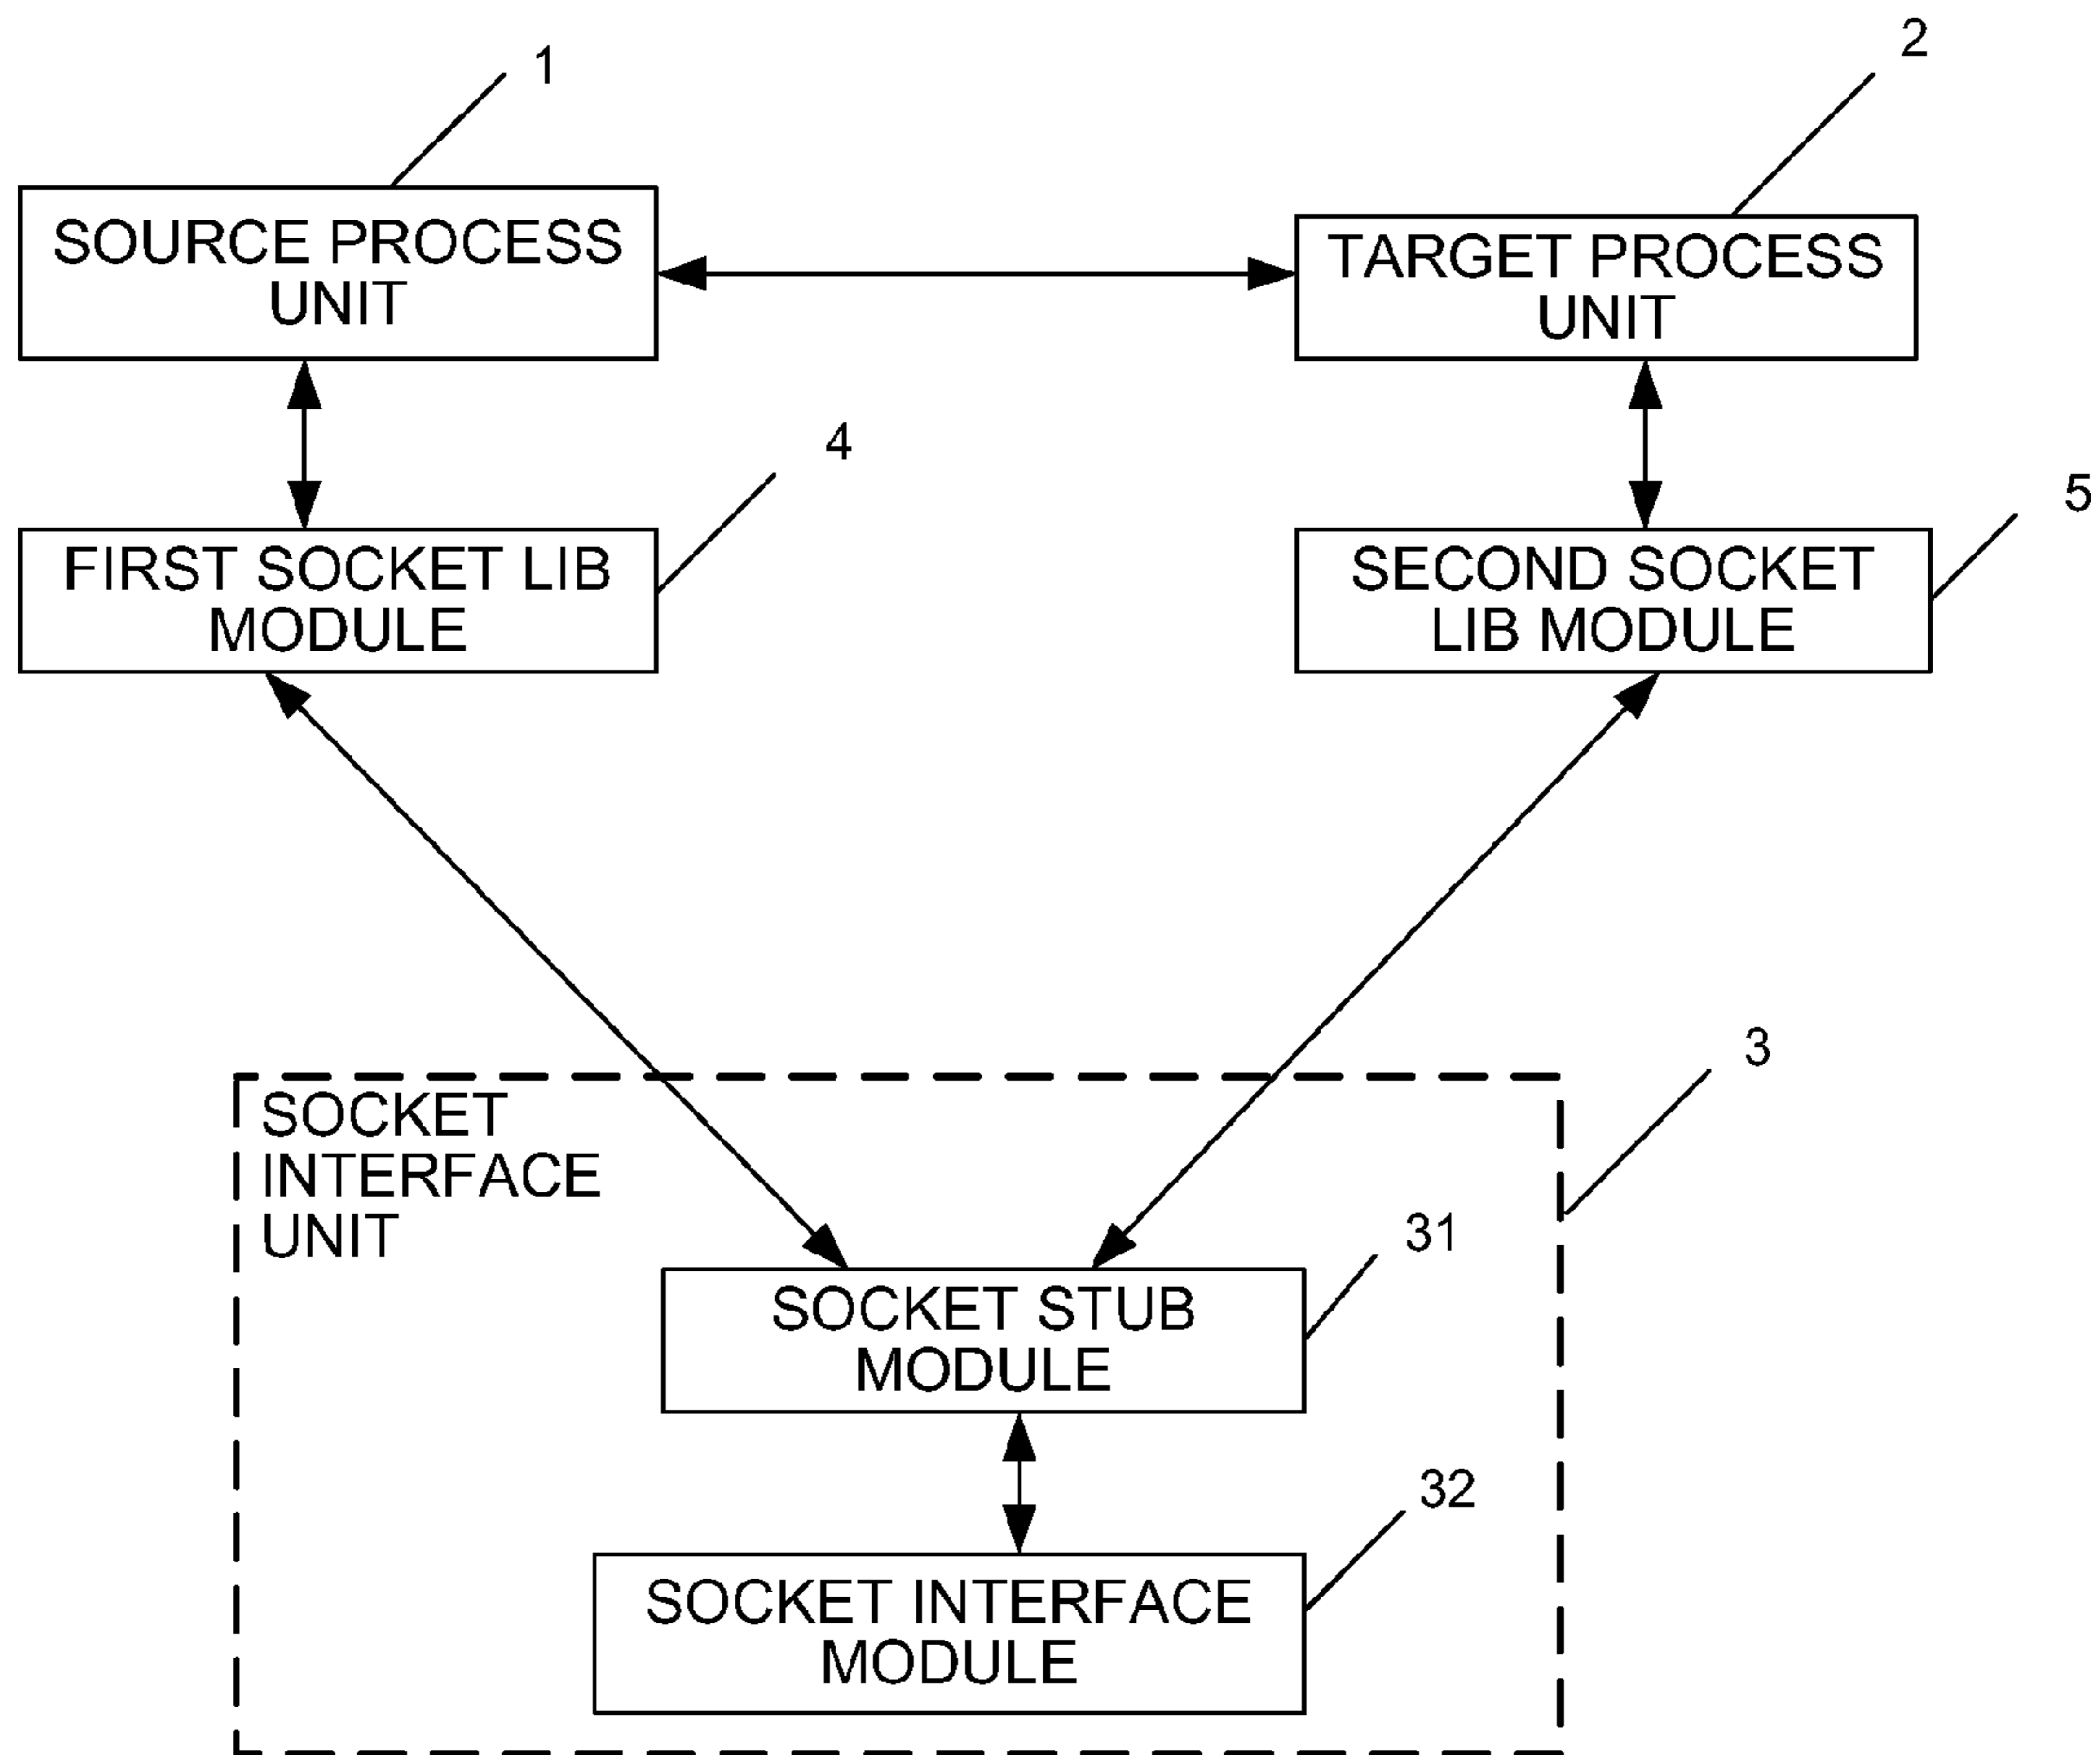 1
2
SOURCE PROCESS
UNIT
TARGET PROCESS
UNIT
4
5
FIRST SOCKET LIB
MODULE
SECOND SOCKET
LIB MODULE
3
SOCKET
INTERFACE
UNIT
31
SOCKET STUB
MODULE
32
SOCKET INTERFACE
MODULE